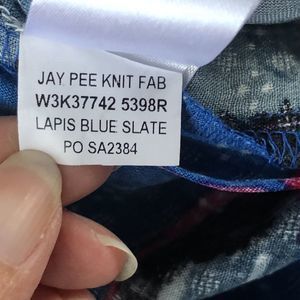 JAY PEE KNIT FAB
W3K37742 5398R
LAPIS BLUE SLATE
PO SA2384